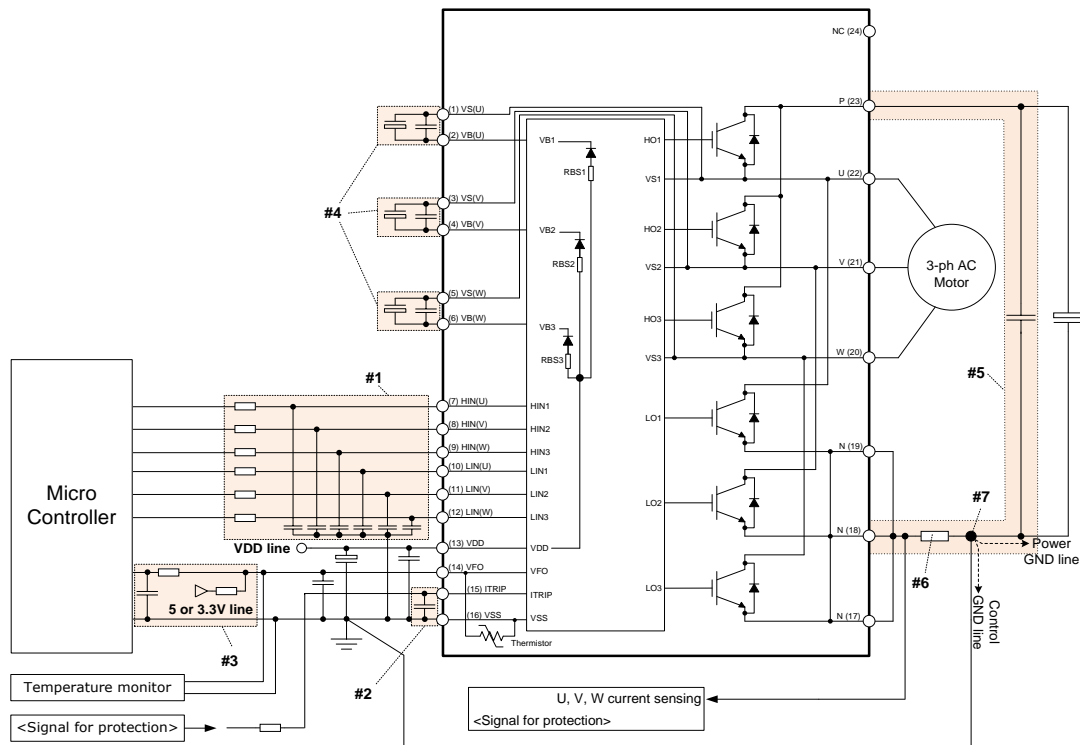 NC (24)
P (23)
(1) VS(U)
(2) VB(U)
VB1
HO1
RBS1
VS1
U (22)
#4
(3) VS(V)
(4) VB(V)
VB2
HO2
RBS2
VS2
V (21)
3-ph AC
Motor
(5) VS(W)
(6) VB(W)
VB3
HO3
RBS3
VS3
W (20)
#5
#1
Micro
Controller
(7) HIN(U)
HIN1
(8) HIN(V)
HIN2
(9) HIN(W)
HIN3
(10) LIN(U)
LIN1
(11) LIN(V)
LIN2
(12) LIN(W)
LIN3
LO1
N (19)
LO2
N (18)
#7
#6
Power
GND line
Control
GND line
LO3
N (17)
VDD line
(13) VDD
VDD
(14) VFO
VFO
(15) ITRIP
ITRIP
5 or 3.3V line
(16) VSS
VSS
Thermistor
#3
#2
Temperature monitor
<Signal for protection>
U, V, W current sensing
<Signal for protection>